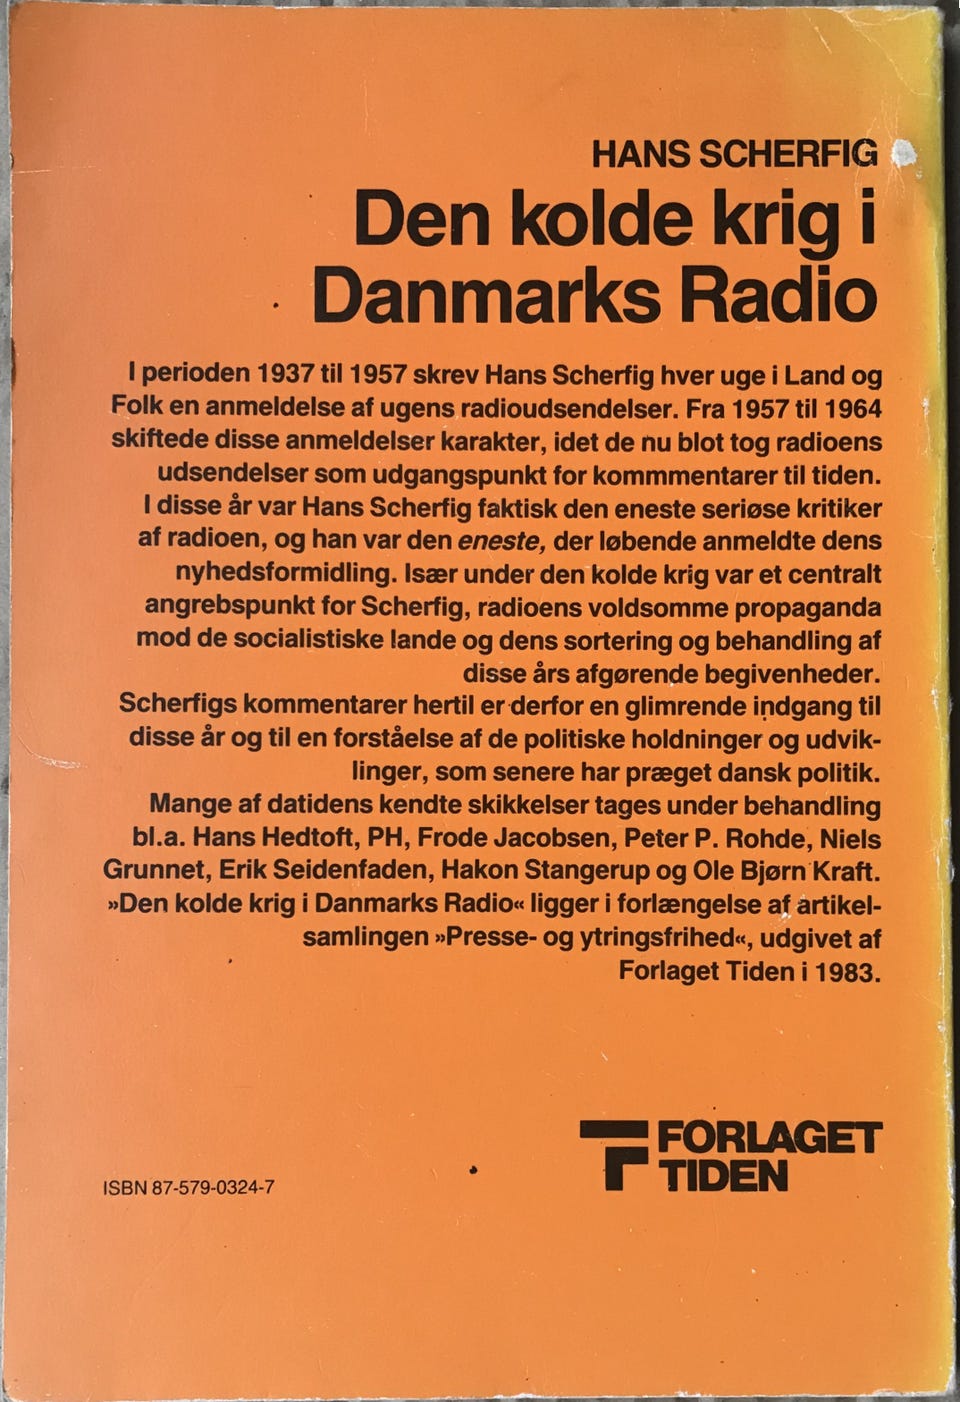 HANS SCHERFIG
Den kolde krig i
Danmarks Radio
I perioden 1937 til 1957 skrev Hans Scherfig hver uge i Land og
Folk en anmeldelse af ugens radioudsendelser. Fra 1957 til 1964
skiftede disse anmeldelser karakter, idet de nu blot tog radioens
udsendelser som udgangspunkt for kommmentarer til tiden.
I disse år var Hans Scherfig faktisk den eneste seriøse kritiker
af radioen, og han var den eneste, der løbende anmeldte dens
nyhedsformidling. Især under den kolde krig var et centralt
angrebspunkt for Scherfig, radioens voldsomme propaganda
mod de socialistiske lande og dens sortering og behandling af
disse års afgørende begivenheder.
Scherfigs kommentarer hertil er derfor en glimrende indgang til
disse år og til en forståelse af de politiske holdninger og udvik-
linger, som senere har præget dansk politik.
Mange af datidens kendte skikkelser tages under behandling
bl.a. Hans Hedtoft, PH, Frode Jacobsen, Peter P. Rohde, Niels
Grunnet, Erik Seidenfaden, Hakon Stangerup og Ole Bjørn Kraft.
»Den kolde krig i Danmarks Radio« ligger i forlængelse af artikel-
samlingen »Presse- og ytringsfrihed«, udgivet af
Forlaget Tiden i 1983.
FORLAGET
TIDEN
ISBN 87-579-0324-7